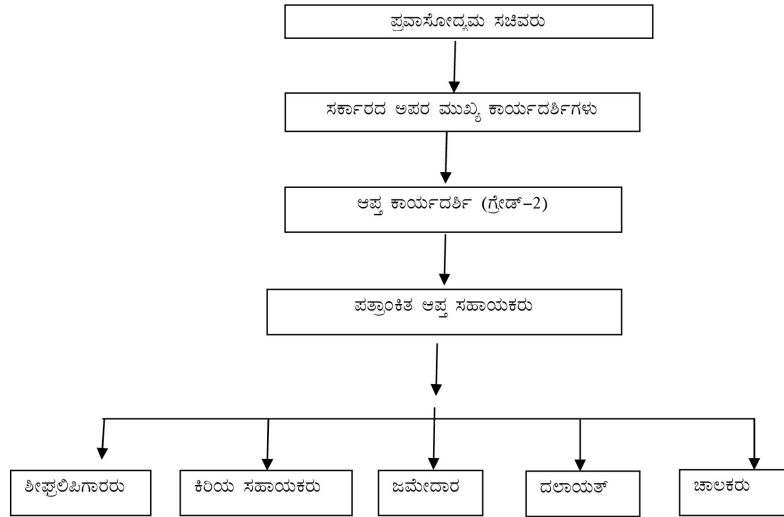 ಪ್ರವಾಸೋದ್ಯಮ ಸಚಿವರು
ಸರ್ಕಾರದ ಅಪರ ಮುಖ್ಯ ಕಾರ್ಯದರ್ಶಿಗಳು
ಆಪ್ತ ಕಾರ್ಯದರ್ಶಿ (ಗ್ರೇಡ್-2)
ಪತ್ರಾಂಕಿತ ಆಪ್ತ ಸಹಾಯಕರು
ಶೀಘ್ರಲಿಪಿಗಾರರು
ಕಿರಿಯ ಸಹಾಯಕರು
ಜಮೇದಾರ
ದಲಾಯತ್
ಚಾಲಕರು